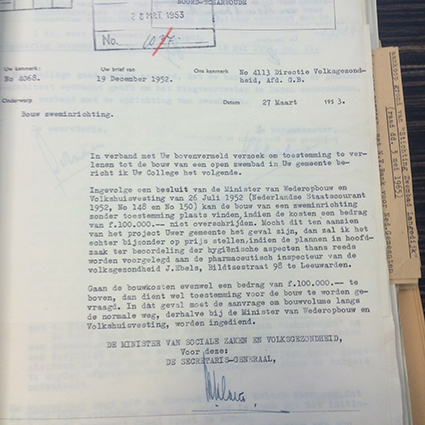 NOORD-SCHARWOUDE
28 MRT 1953
No.
Uw kenmerk: Uw brief van Ons kenmerk:
No 4068. 19 December 1952. No 4113 Directie Volksgezond-
heid, Afd. G.B.
Onderwerp Datum 27 Maart 1953.
Bouw zweminrichting.
In verband met Uw bovenvermeld verzoek om toestemming te ver-
lenen tot de bouw van een open zwembad in Uw gemeente be-
richt ik Uw College het volgende.
Ingevolge een besluit van de Minister van Wederopbouw en
Volkshuisvesting van 26 Juli 1952 (Nederlandse Staatscourant
1952, No 148 en No 150) kan de bouw van een zweminrichting
zonder toestemming plaats vinden, indien de kosten een bedrag
van f.100.000.-- niet overschrijden. Mocht dit ten aanzien
van het project Uwer gemeente het geval zijn, dan zal ik het
echter bijzonder op prijs stellen, indien de plannen in hoofd-
zaak ter beoordeling der hygiënische aspecten thans reeds
worden voorgelegd aan de pharmaceutisch inspecteur van de
volksgezondheid J.Ebels, Bildtsestraat 98 te Leeuwarden.
Gaan de bouwkosten evenwel een bedrag van f.100.000.-- te
boven, dan dient wel toestemming voor de bouw te worden ge-
vraagd. In dat geval moet de aanvrage om bouwvolume langs
de normale weg, derhalve bij de Minister van Wederopbouw en
Volkshuisvesting, worden ingediend.
DE MINISTER VAN SOCIALE ZAKEN EN VOLKSGEZONDHEID,
Voor deze:
DE SECRETARIS-GENERAAL,